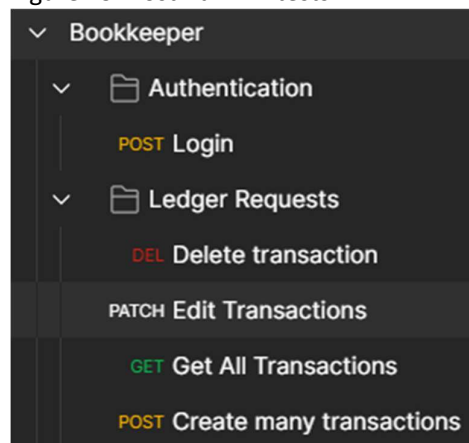 Bookkeeper
Authentication
POST Login
Ledger Requests
DEL Delete transaction
PATCH Edit Transactions
GET Get All Transactions
POST Create many transactions